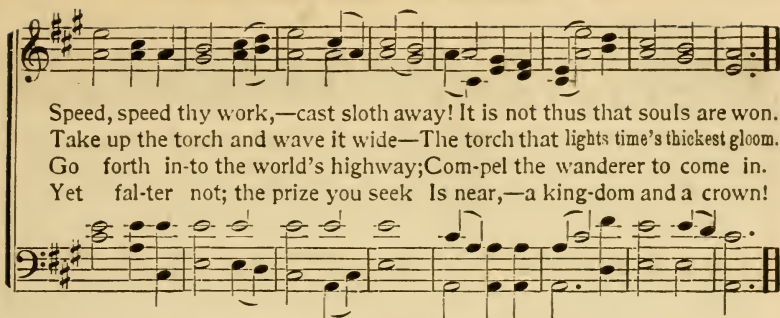 Speed, speed thy work,—cast sloth away! It is not thus that souls are won.
Take up the torch and wave it wide—The torch that lights time's thickest gloom.
Go forth in-to the world's highway; Com-pel the wanderer to come in.
Yet fal-ter not; the prize you seek Is near,—a king-dom and a crown!